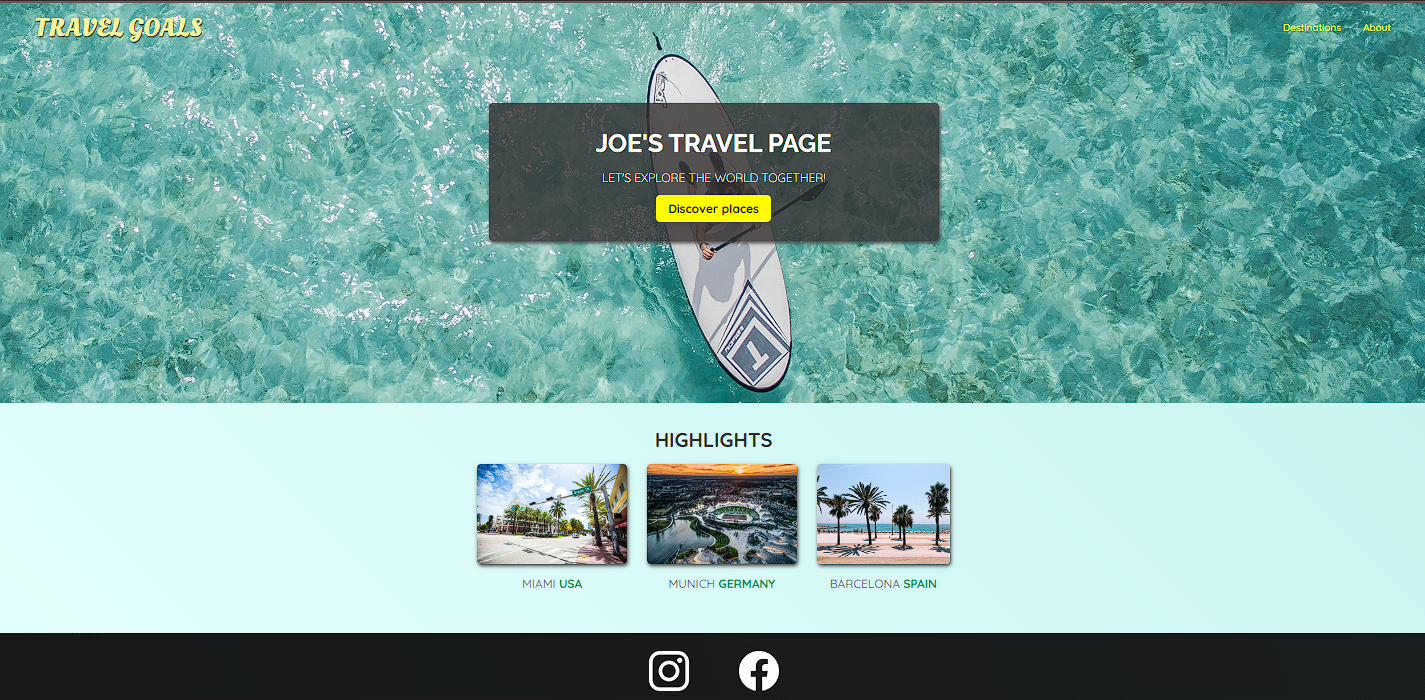 TRAVEL GOALS
Destinations About
JOE'S TRAVEL PAGE
LET'S EXPLORE THE WORLD TOGETHER!
Discover places
1
HIGHLIGHTS
MIAMI USA
MUNICH GERMANY
BARCELONA SPAIN